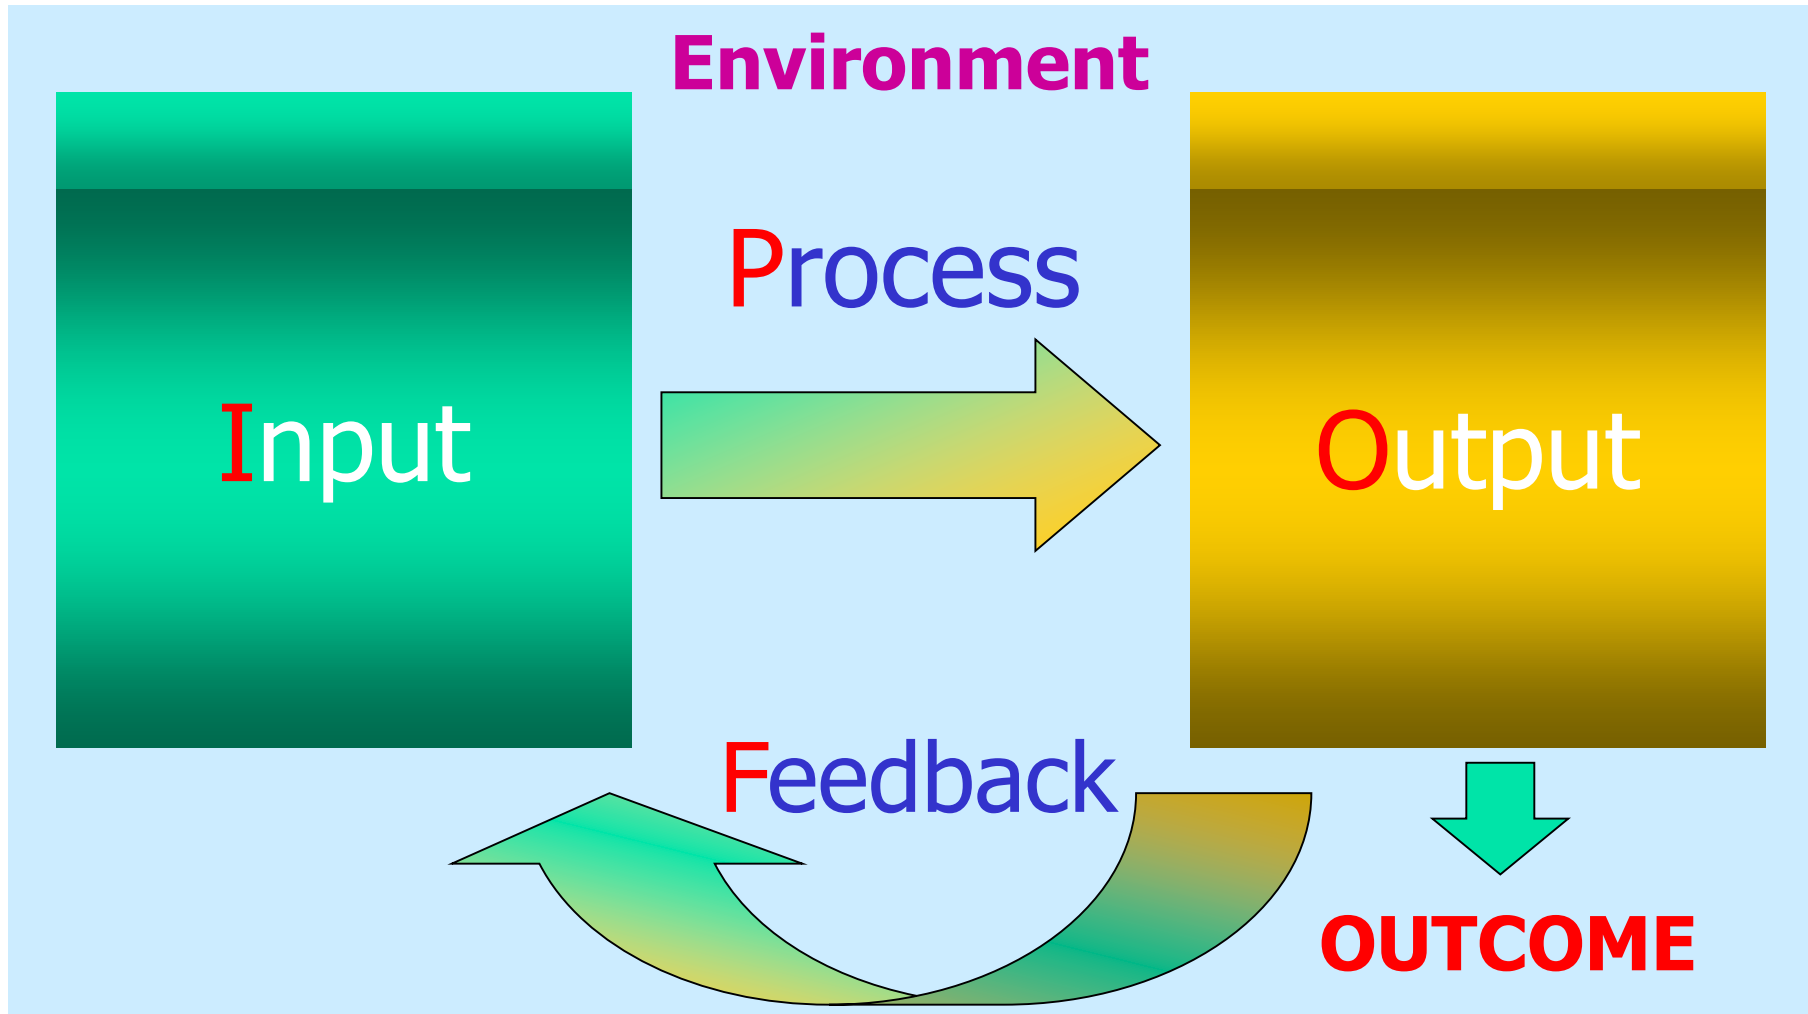 Environment
Process
Input
Output
Feedback
OUTCOME